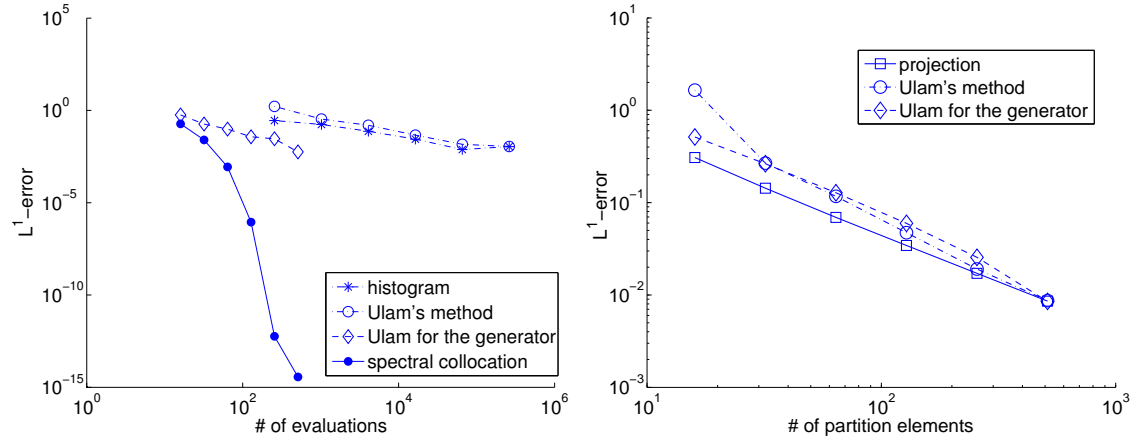 10^5
10^0
10^−5
10^−10
10^−15
L^1−error
10^0
10^2
10^4
10^6
# of evaluations
histogram
Ulam's method
Ulam for the generator
spectral collocation
10^1
10^0
10^−1
10^−2
10^−3
L^1−error
10^1
10^2
10^3
# of partition elements
projection
Ulam's method
Ulam for the generator